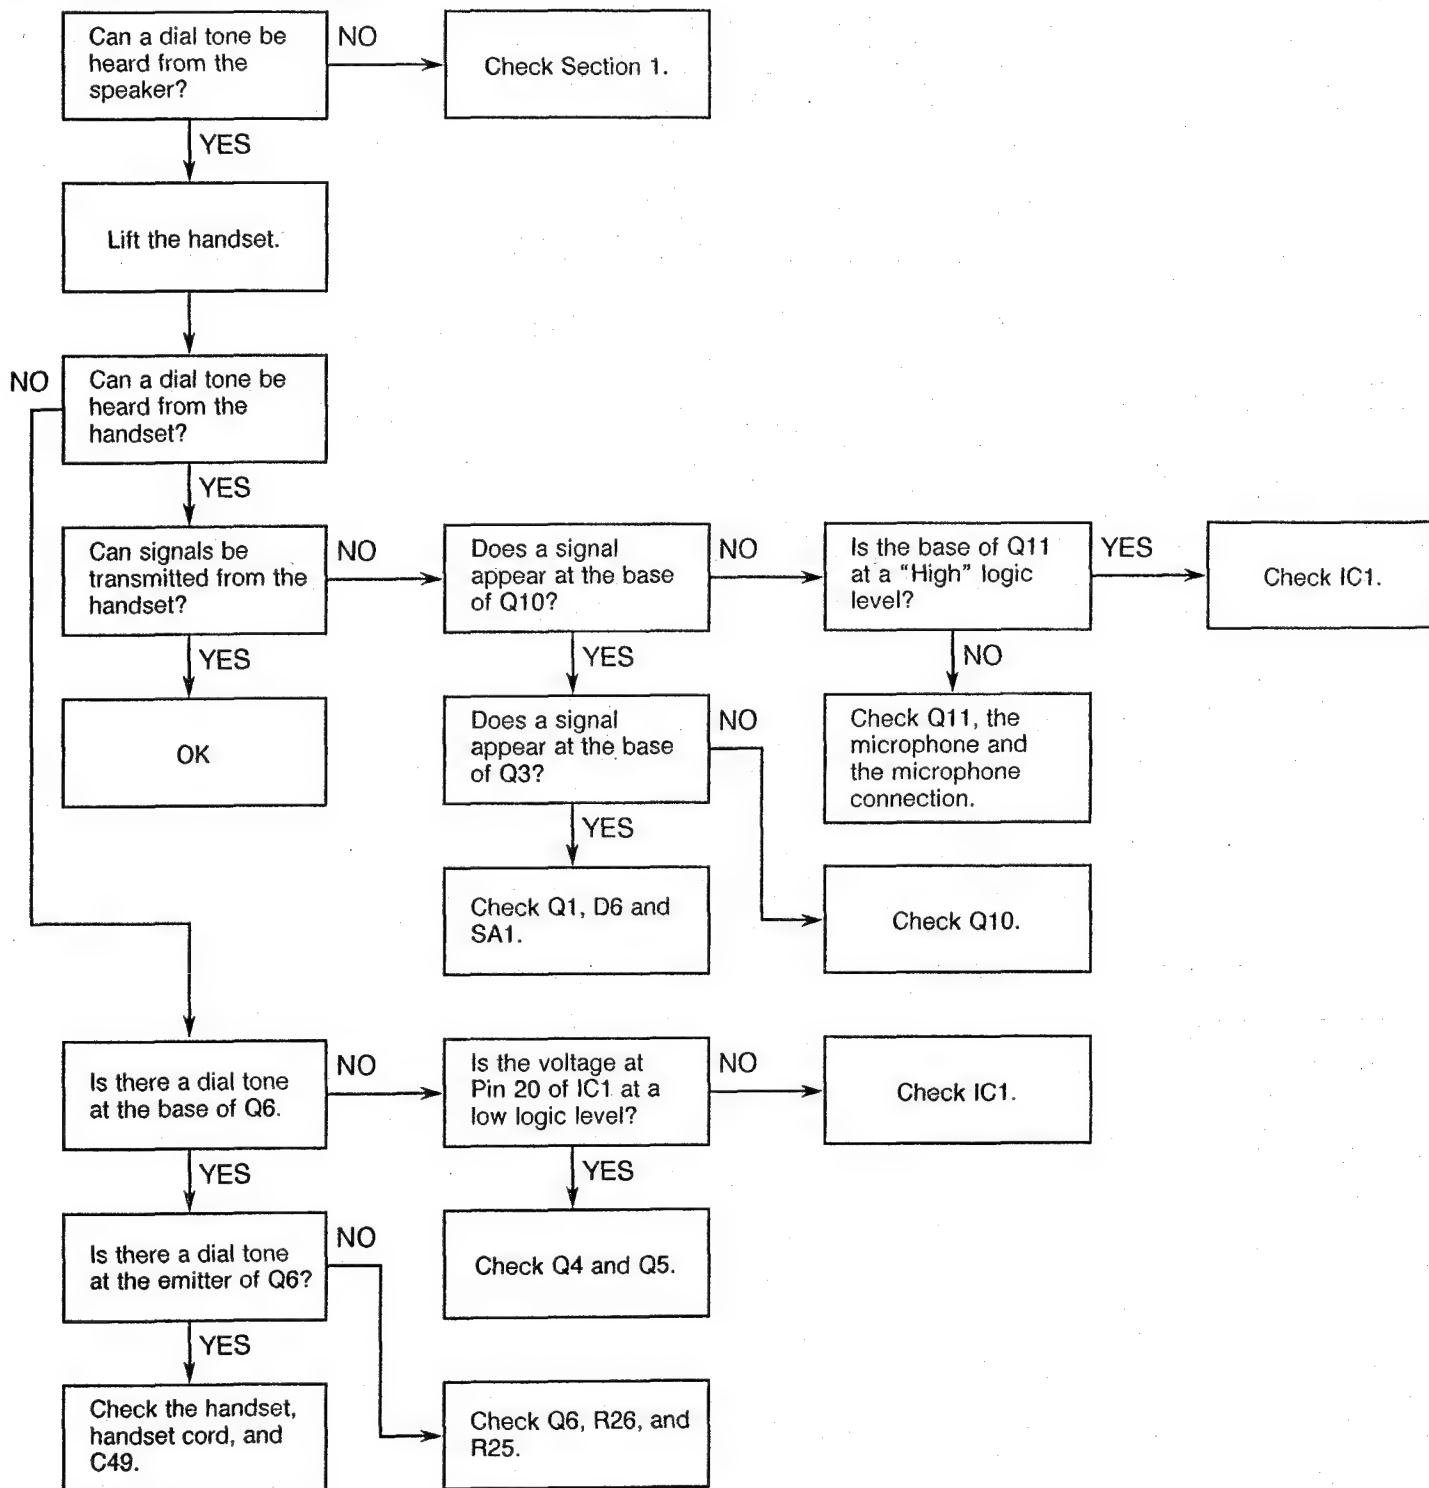 Can a dial tone be
heard from the
speaker?
NO
Check Section 1.
YES
Lift the handset.
NO
Can a dial tone be
heard from the
handset?
YES
Can signals be
transmitted from the
handset?
NO
Does a signal
appear at the base
of Q10?
NO
Is the base of Q11
at a “High” logic
level?
YES
Check IC1.
YES
YES
NO
OK
Does a signal
appear at the base
of Q3?
NO
Check Q11, the
microphone and
the microphone
connection.
YES
Check Q1, D6 and
SA1.
Check Q10.
Is there a dial tone
at the base of Q6.
NO
Is the voltage at
Pin 20 of IC1 at a
low logic level?
NO
Check IC1.
YES
YES
Is there a dial tone
at the emitter of Q6?
NO
Check Q4 and Q5.
YES
Check the handset,
handset cord, and
C49.
Check Q6, R26, and
R25.